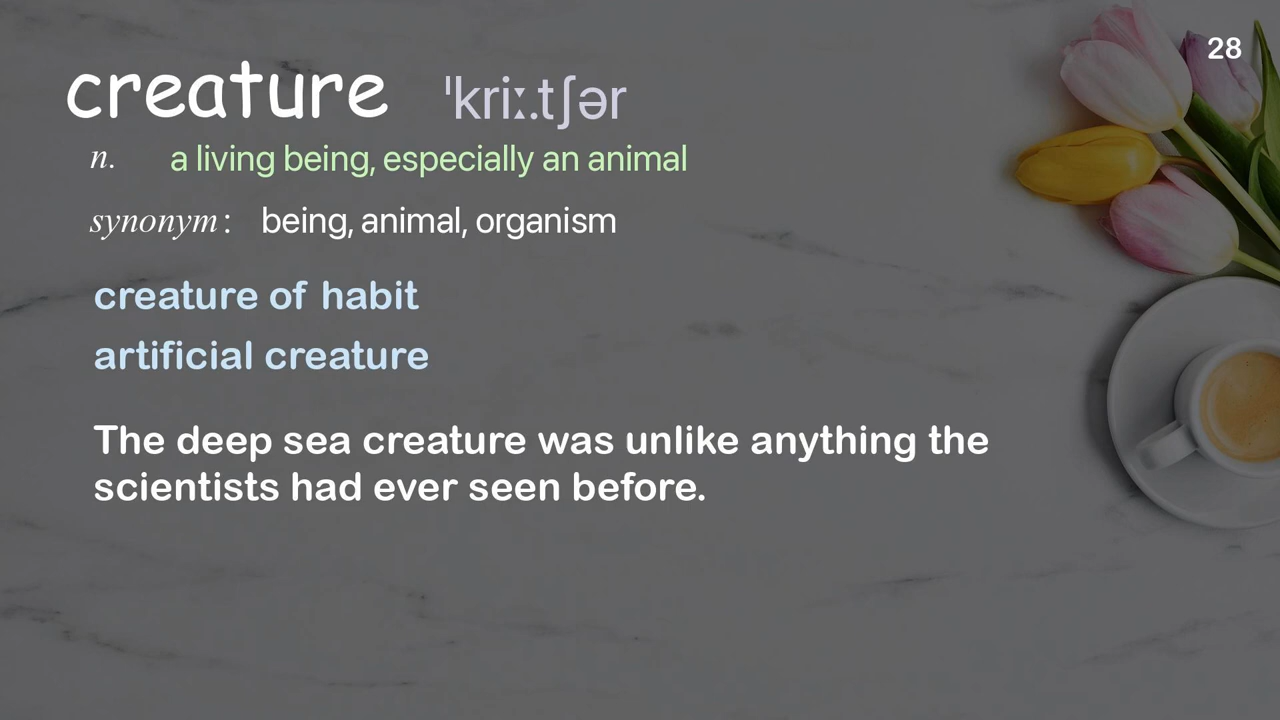 28
creature ˈkriː.tʃər
n. a living being, especially an animal
synonym: being, animal, organism
creature of habit
artificial creature
The deep sea creature was unlike anything the
scientists had ever seen before.